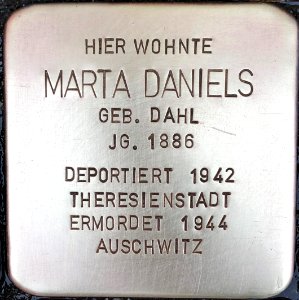 HIER WOHNTE
MARTA DANIELS
GEB. DAHL
JG. 1886
DEPORTIERT 1942
THERESIENSTADT
ERMORDET 1944
AUSCHWITZ